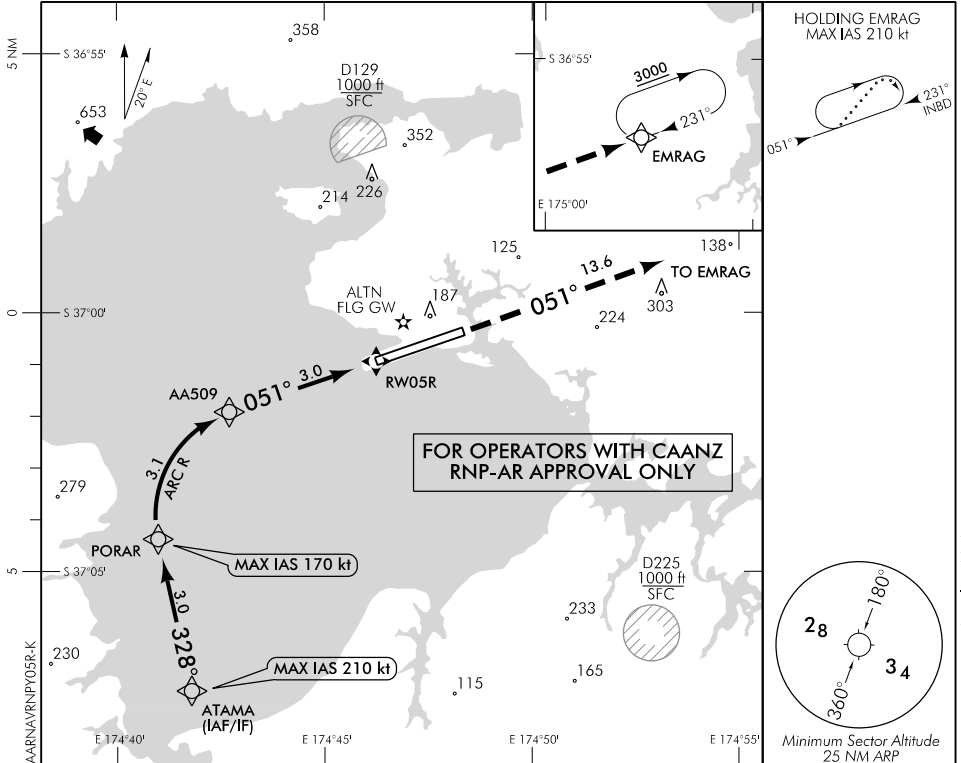 5 NM
S 36°55'
20° E
653
358
D129
1000 ft
SFC
352
226
214
S 36°55'
3000
231°
EMRAG
E 175°00'
HOLDING EMRAG
MAX IAS 210 kt
051°
231°
INBD
125
138
13.6
TO EMRAG
051°
303
224
0
S 37°00'
ALTN
FLG GW
187
RW05R
AA509
051°
3.0
FOR OPERATORS WITH CAANZ
RNP-AR APPROVAL ONLY
3.1
ARC R
279
PORAR
MAX IAS 170 kt
5
S 37°05'
3.0
328°
D225
1000 ft
SFC
233
165
115
230
MAX IAS 210 kt
ATAMA
(IAF/IF)
AARNAVRNPY05R-K
E 174°40'
E 174°45'
E 174°50'
E 174°55'
180°
28
34
360°
Minimum Sector Altitude
25 NM ARP